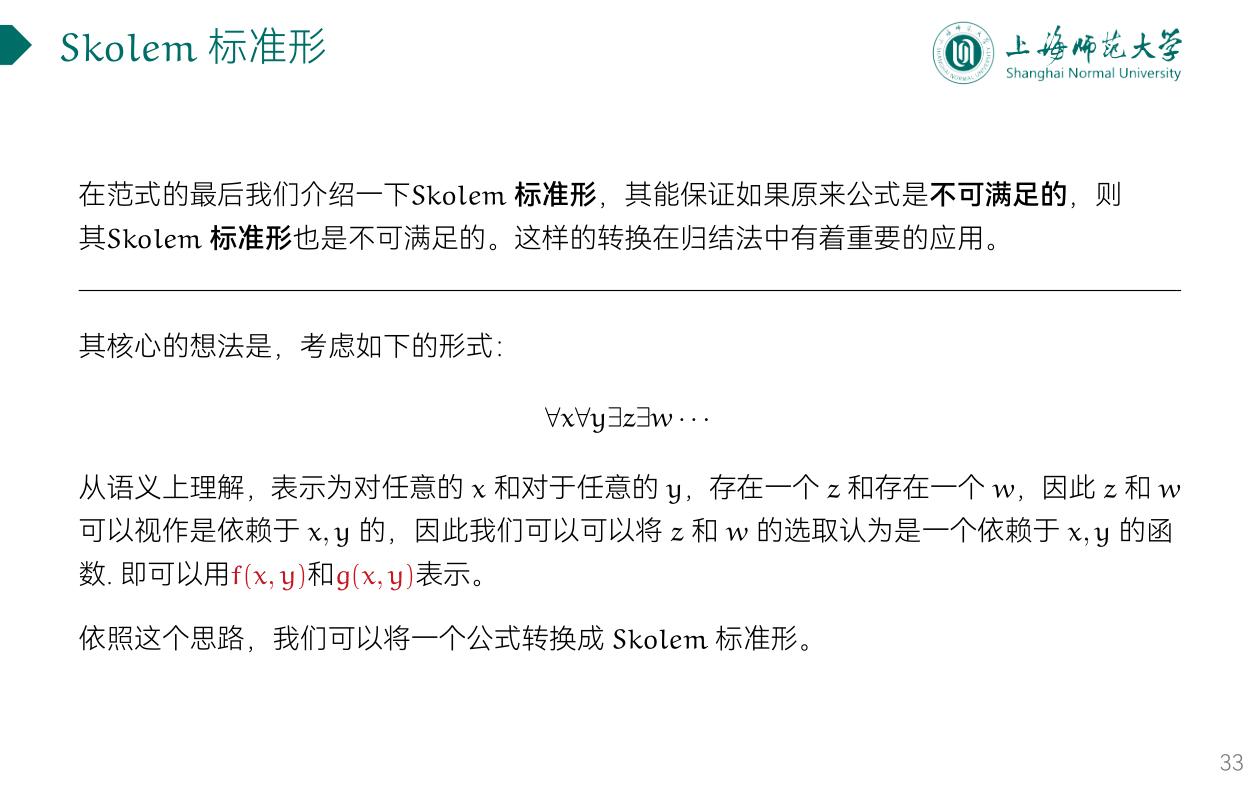 Skolem 标准形
上海师范大学
Shanghai Normal University
在范式的最后我们介绍一下Skolem 标准形，其能保证如果原来公式是不可满足的，则
其Skolem 标准形也是不可满足的。这样的转换在归结法中有着重要的应用。
其核心的想法是，考虑如下的形式：
∀x∀y∃z∃w···
从语义上理解，表示为对任意的 x 和对于任意的 y，存在一个 z 和存在一个 w，因此 z 和 w
可以视作是依赖于 x, y 的，因此我们可以可以将 z 和 w 的选取认为是一个依赖于 x, y 的函
数. 即可以用f(x, y)和g(x, y)表示。
依照这个思路，我们可以将一个公式转换成 Skolem 标准形。
33